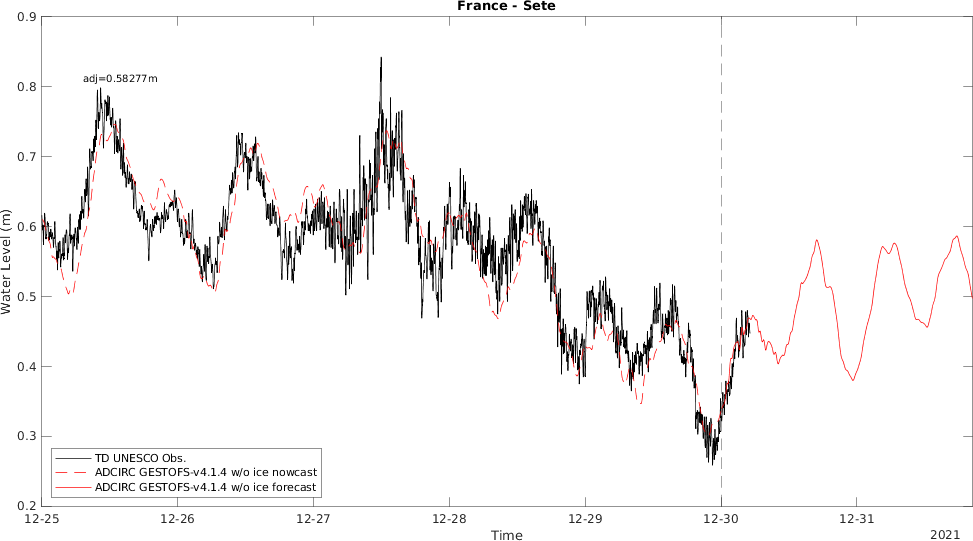 France - Sete
0.9
0.8
0.7
0.6
0.5
0.4
0.3
0.2
Water Level (m)
adj=0.58277m
TD UNESCO Obs.
ADCIRC GESTOFS-v4.1.4 w/o ice nowcast
ADCIRC GESTOFS-v4.1.4 w/o ice forecast
12-25 12-26 12-27 12-28 12-29 12-30 12-31
Time
2021